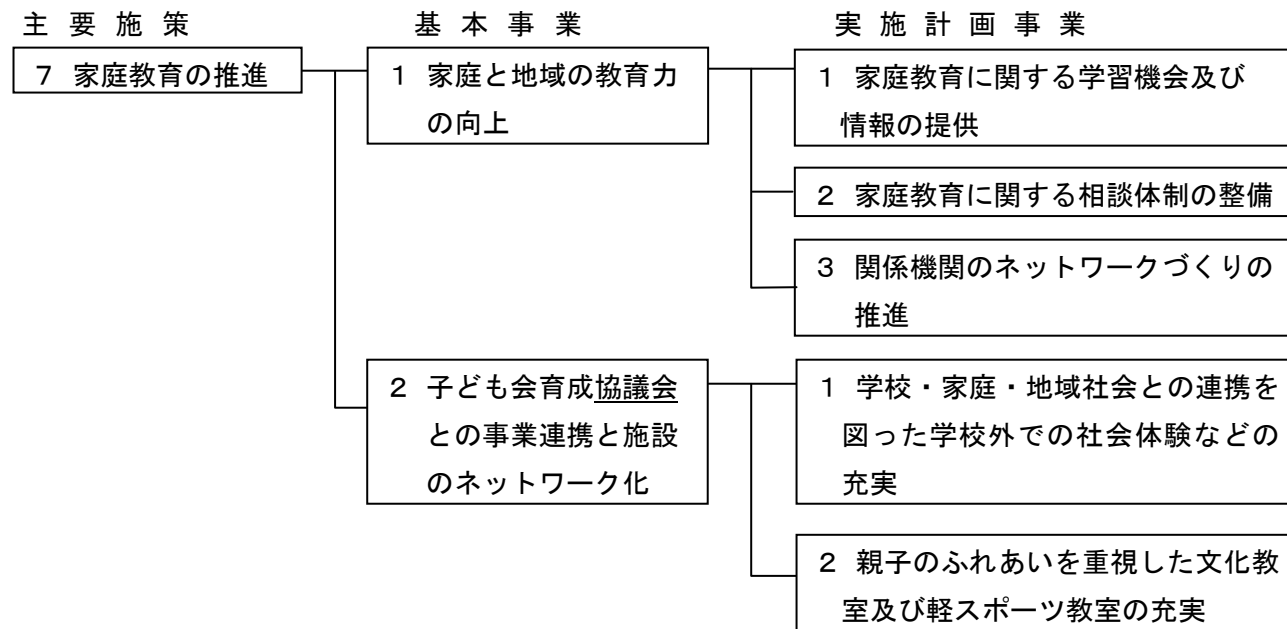 主要施策
基本事業
実施計画事業
７ 家庭教育の推進
１ 家庭と地域の教育力
の向上
１ 家庭教育に関する学習機会及び
情報の提供
２ 家庭教育に関する相談体制の整備
３ 関係機関のネットワークづくりの
推進
２ 子ども会育成協議会
との事業連携と施設
のネットワーク化
１ 学校・家庭・地域社会との連携を
図った学校外での社会体験などの
充実
２ 親子のふれあいを重視した文化教
室及び軽スポーツ教室の充実